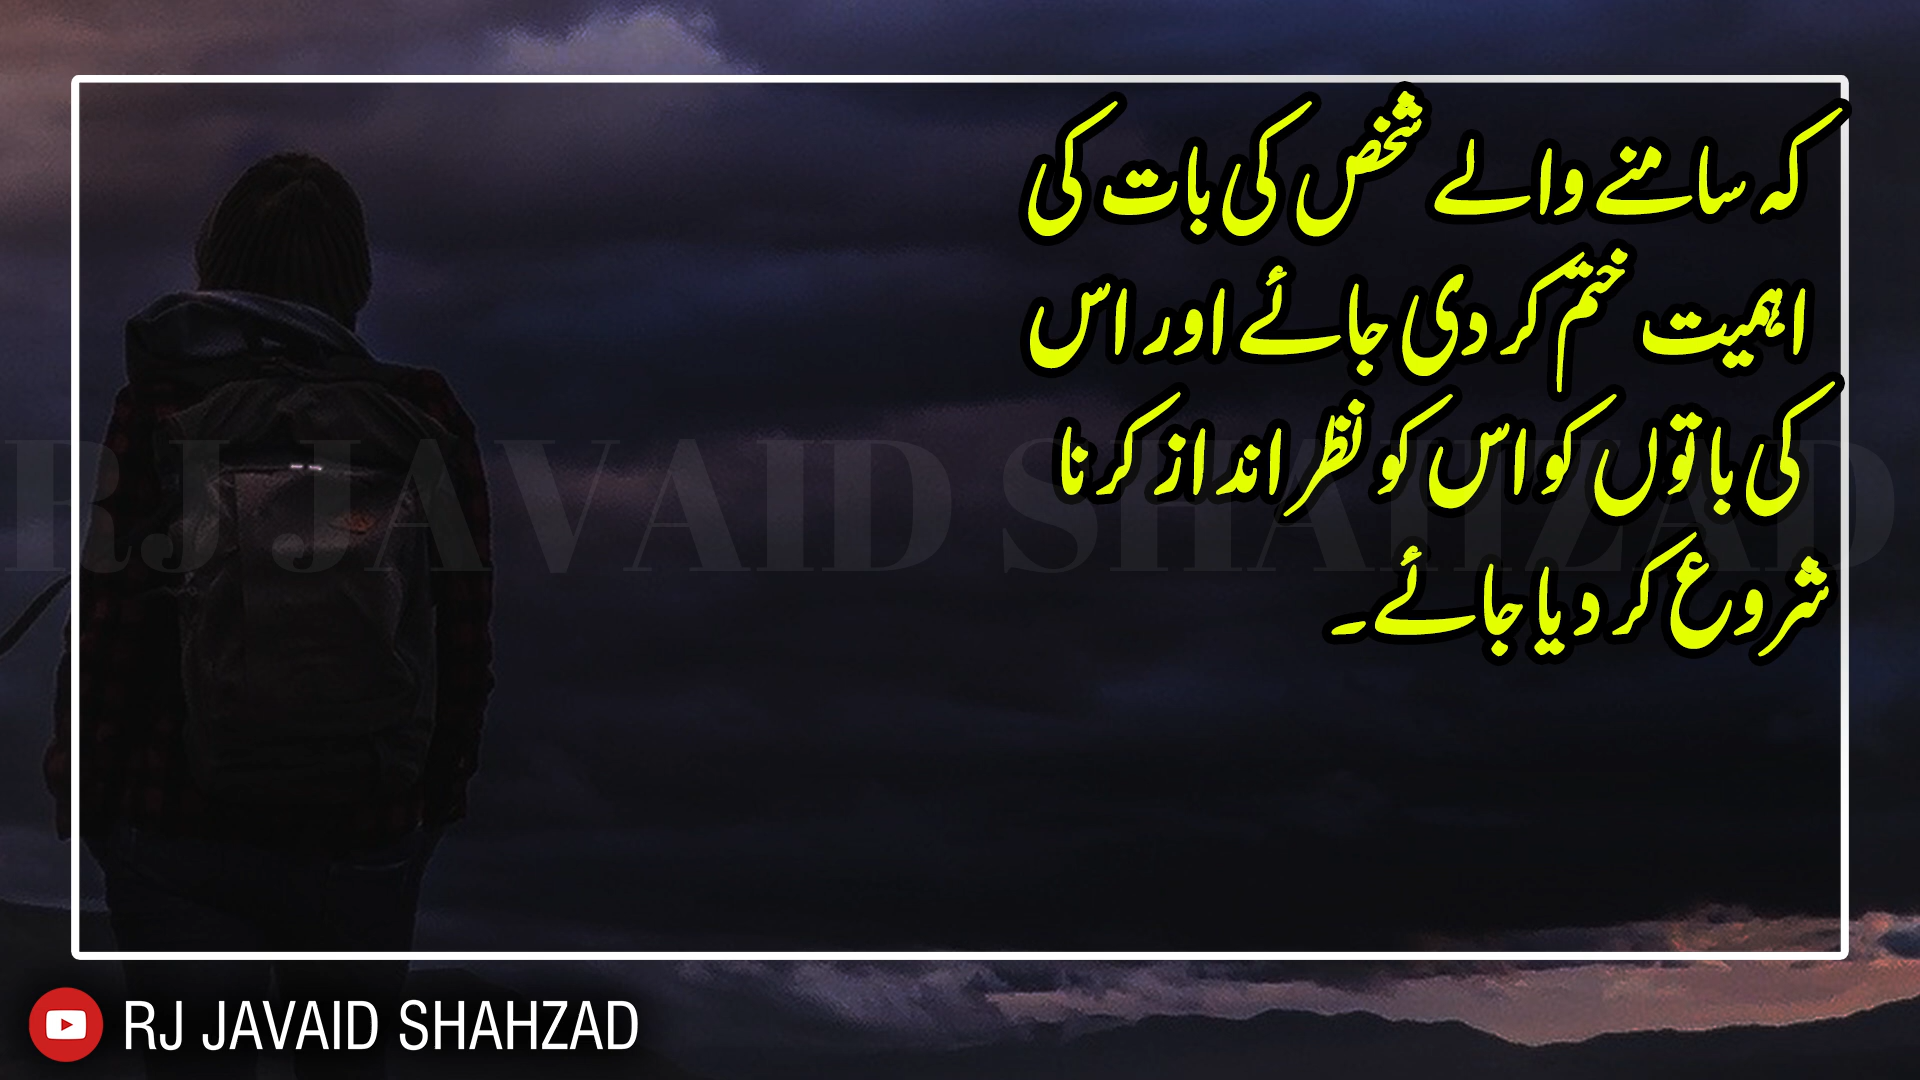 کہ سامنے والے شخص کی بات کی
اہمیت ختم کر دی جائے اور اس
کی باتوں کو اس کو نظر انداز کرنا
شروع کر دیا جائے۔
RJ JAVAID SHAHZAD
RJ JAVAID SHAHZAD